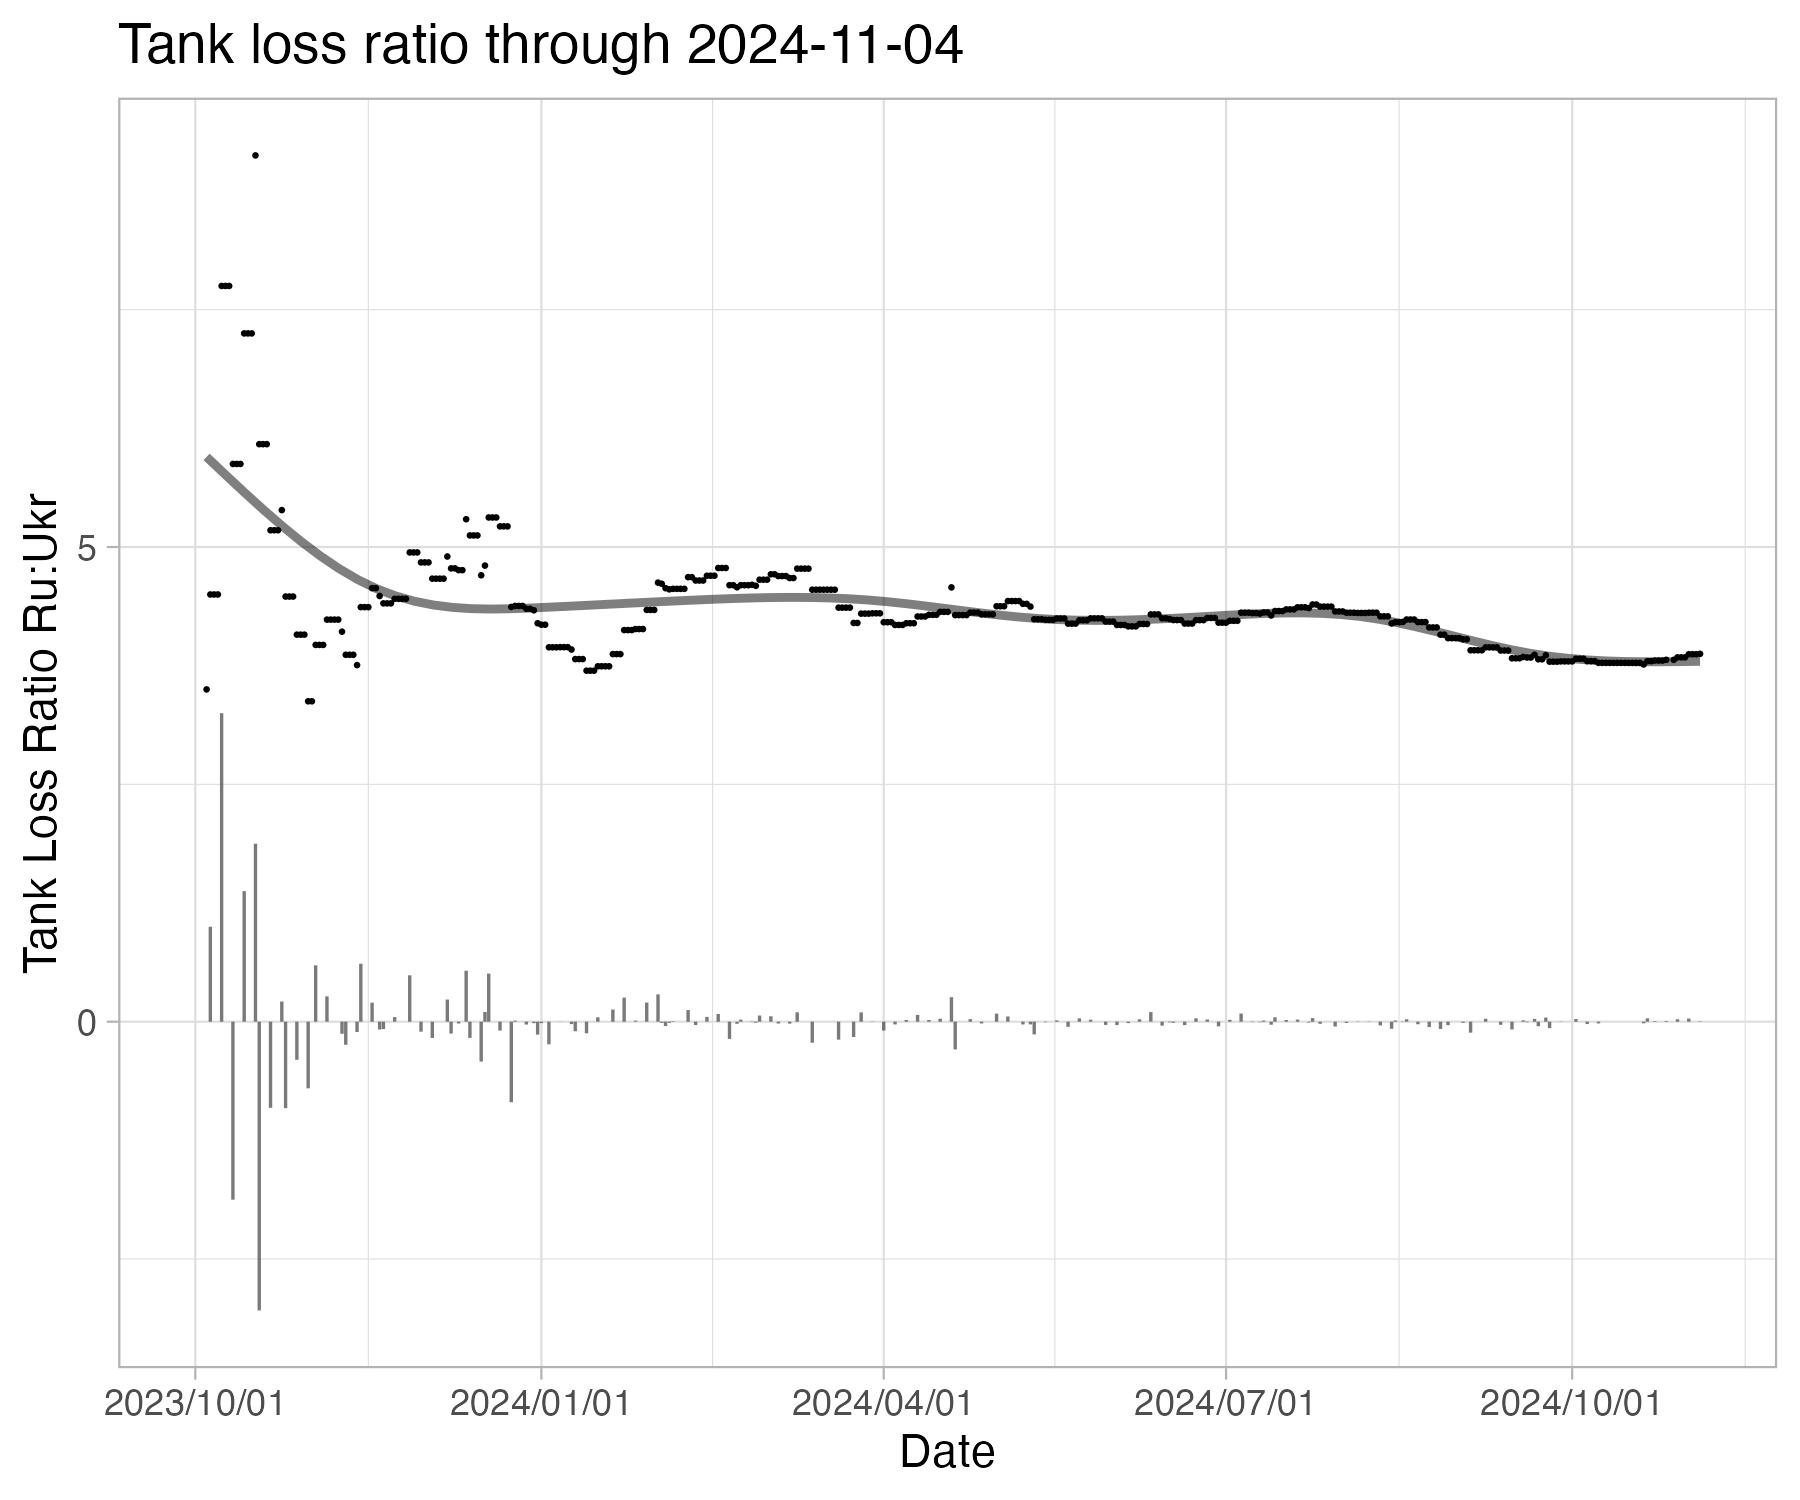 Tank loss ratio through 2024-11-04
Tank Loss Ratio Ru:Ukr
5
0
2023/10/01
2024/01/01
2024/04/01
2024/07/01
2024/10/01
Date